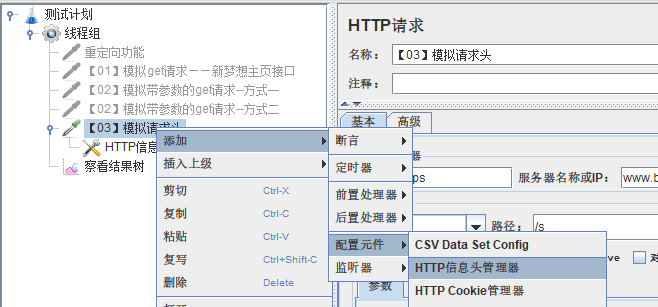 测试计划
线程组
重定向功能
【01】模拟get请求－－新梦想主页接口
【02】模拟带参数的get请求--方式一
【02】模拟带参数的get请求--方式二
【03】模拟请求头
HTTP信息
察看结果树
添加
插入上级
剪切 Ctrl-X
复制 Ctrl-C
粘贴 Ctrl-V
复写 Ctrl+Shift-C
删除 Delete
断言
定时器
前置处理器
后置处理器
配置元件
监听器
CSV Data Set Config
HTTP信息头管理器
HTTP Cookie管理器
HTTP请求
名称： 【03】模拟请求头
注释：
基本 高级
器
ps 服务器名称或IP： www.b
路径： /s
ve 对
参数